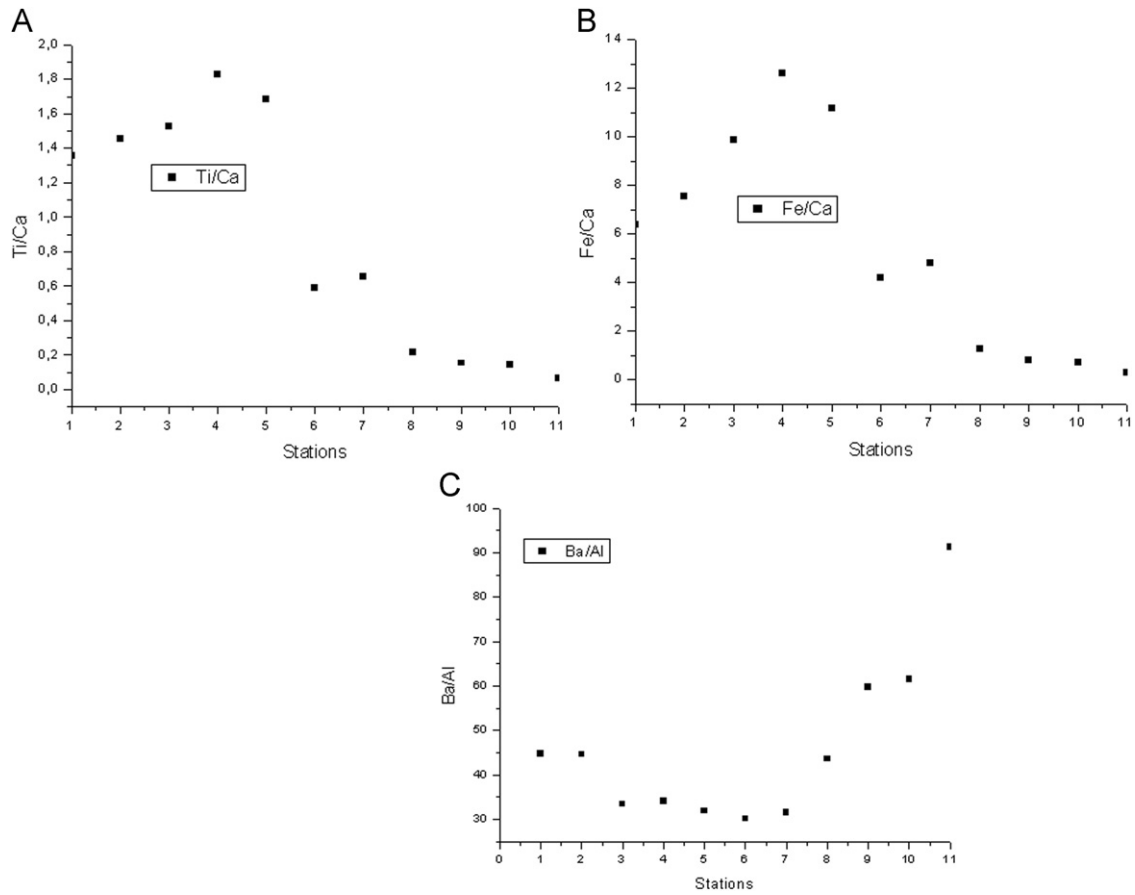 A
2,0
1,8
1,6
1,4
1,2
1,0
0,8
0,6
0,4
0,2
0,0
Ti/Ca
Ti/Ca
1 2 3 4 5 6 7 8 9 10 11
Stations
B
14
12
10
8
6
4
2
0
Fe/Ca
Fe/Ca
1 2 3 4 5 6 7 8 9 10 11
Stations
C
100
90
80
70
60
50
40
30
Ba/Al
Ba/Al
0 1 2 3 4 5 6 7 8 9 10 11
Stations